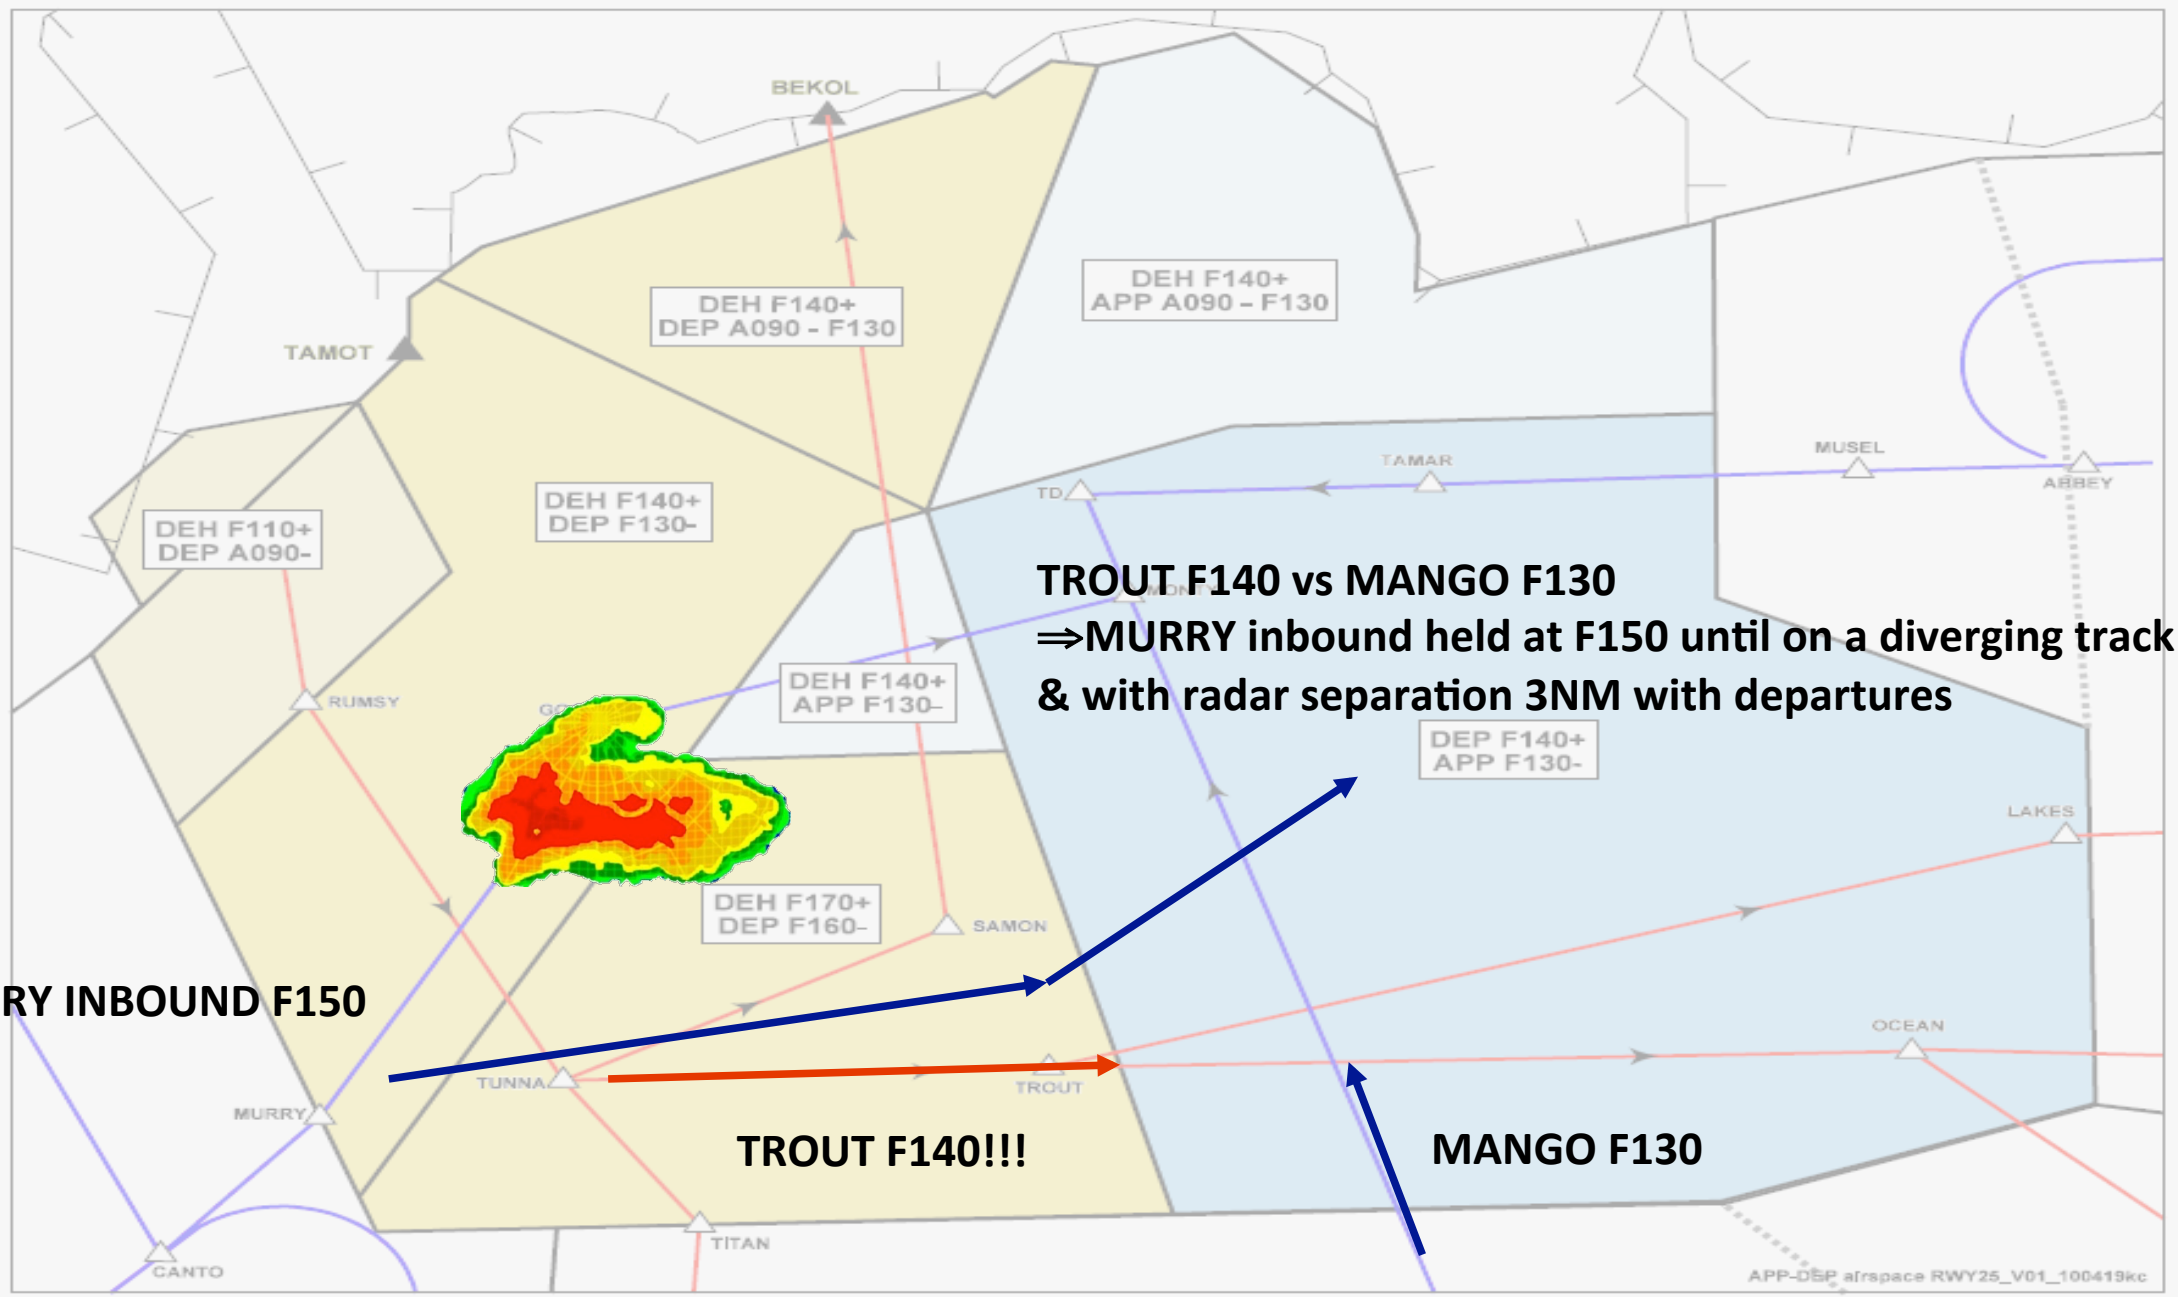 BEKOL
DEH F140+
APP A090 - F130
DEH F140+
DEP A090 - F130
TAMOT
MUSEL
TAMAR
ABBEY
TD
DEH F140+
DEP F130-
DEH F110+
DEP A090-
TROUT F140 vs MANGO F130
MONTY
⇒MURRY inbound held at F150 until on a diverging track
& with radar separation 3NM with departures
DEH F140+
APP F130-
RUMSY
DEP F140+
APP F130-
LAKES
DEH F170+
DEP F160-
SAMON
RY INBOUND F150
OCEAN
TUNNA
TROUT
MURRY
TROUT F140!!!
MANGO F130
TITAN
CANTO
APP-DEP airspace RWY25_V01_100419kc